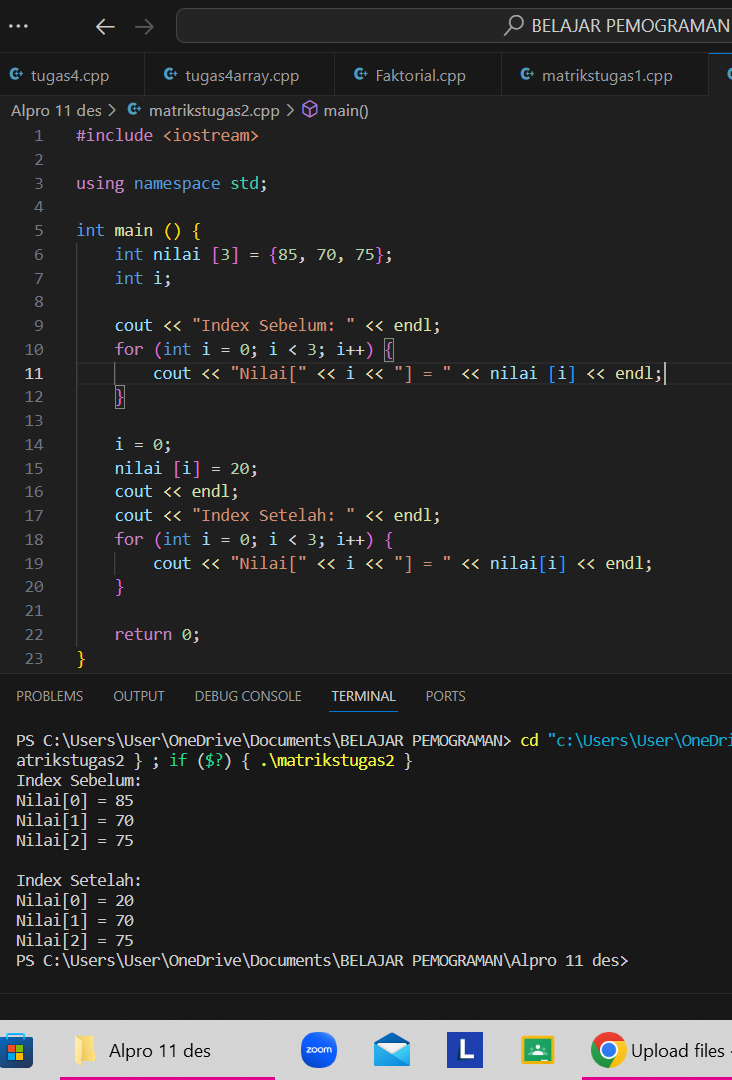 BELAJAR PEMOGRAMAN
tugas4.cpp tugas4array.cpp Faktorial.cpp matrikstugas1.cpp
Alpro 11 des > matrikstugas2.cpp > main()
1 #include <iostream>
2
3 using namespace std;
4
5 int main () {
6 int nilai [3] = {85, 70, 75};
7 int i;
8
9 cout << "Index Sebelum: " << endl;
10 for (int i = 0; i < 3; i++) {
11 cout << "Nilai[" << i << "] = " << nilai [i] << endl;
12 }
13
14 i = 0;
15 nilai [i] = 20;
16 cout << endl;
17 cout << "Index Setelah: " << endl;
18 for (int i = 0; i < 3; i++) {
19 cout << "Nilai[" << i << "] = " << nilai[i] << endl;
20 }
21
22 return 0;
23 }
PROBLEMS OUTPUT DEBUG CONSOLE TERMINAL PORTS
PS C:\Users\User\OneDrive\Documents\BELAJAR PEMOGRAMAN> cd "c:\Users\User\OneDri
atrikstugas2 } ; if ($?) { .\matrikstugas2 }
Index Sebelum:
Nilai[0] = 85
Nilai[1] = 70
Nilai[2] = 75

Index Setelah:
Nilai[0] = 20
Nilai[1] = 70
Nilai[2] = 75
PS C:\Users\User\OneDrive\Documents\BELAJAR PEMOGRAMAN\Alpro 11 des>
Alpro 11 des zoom L Upload files